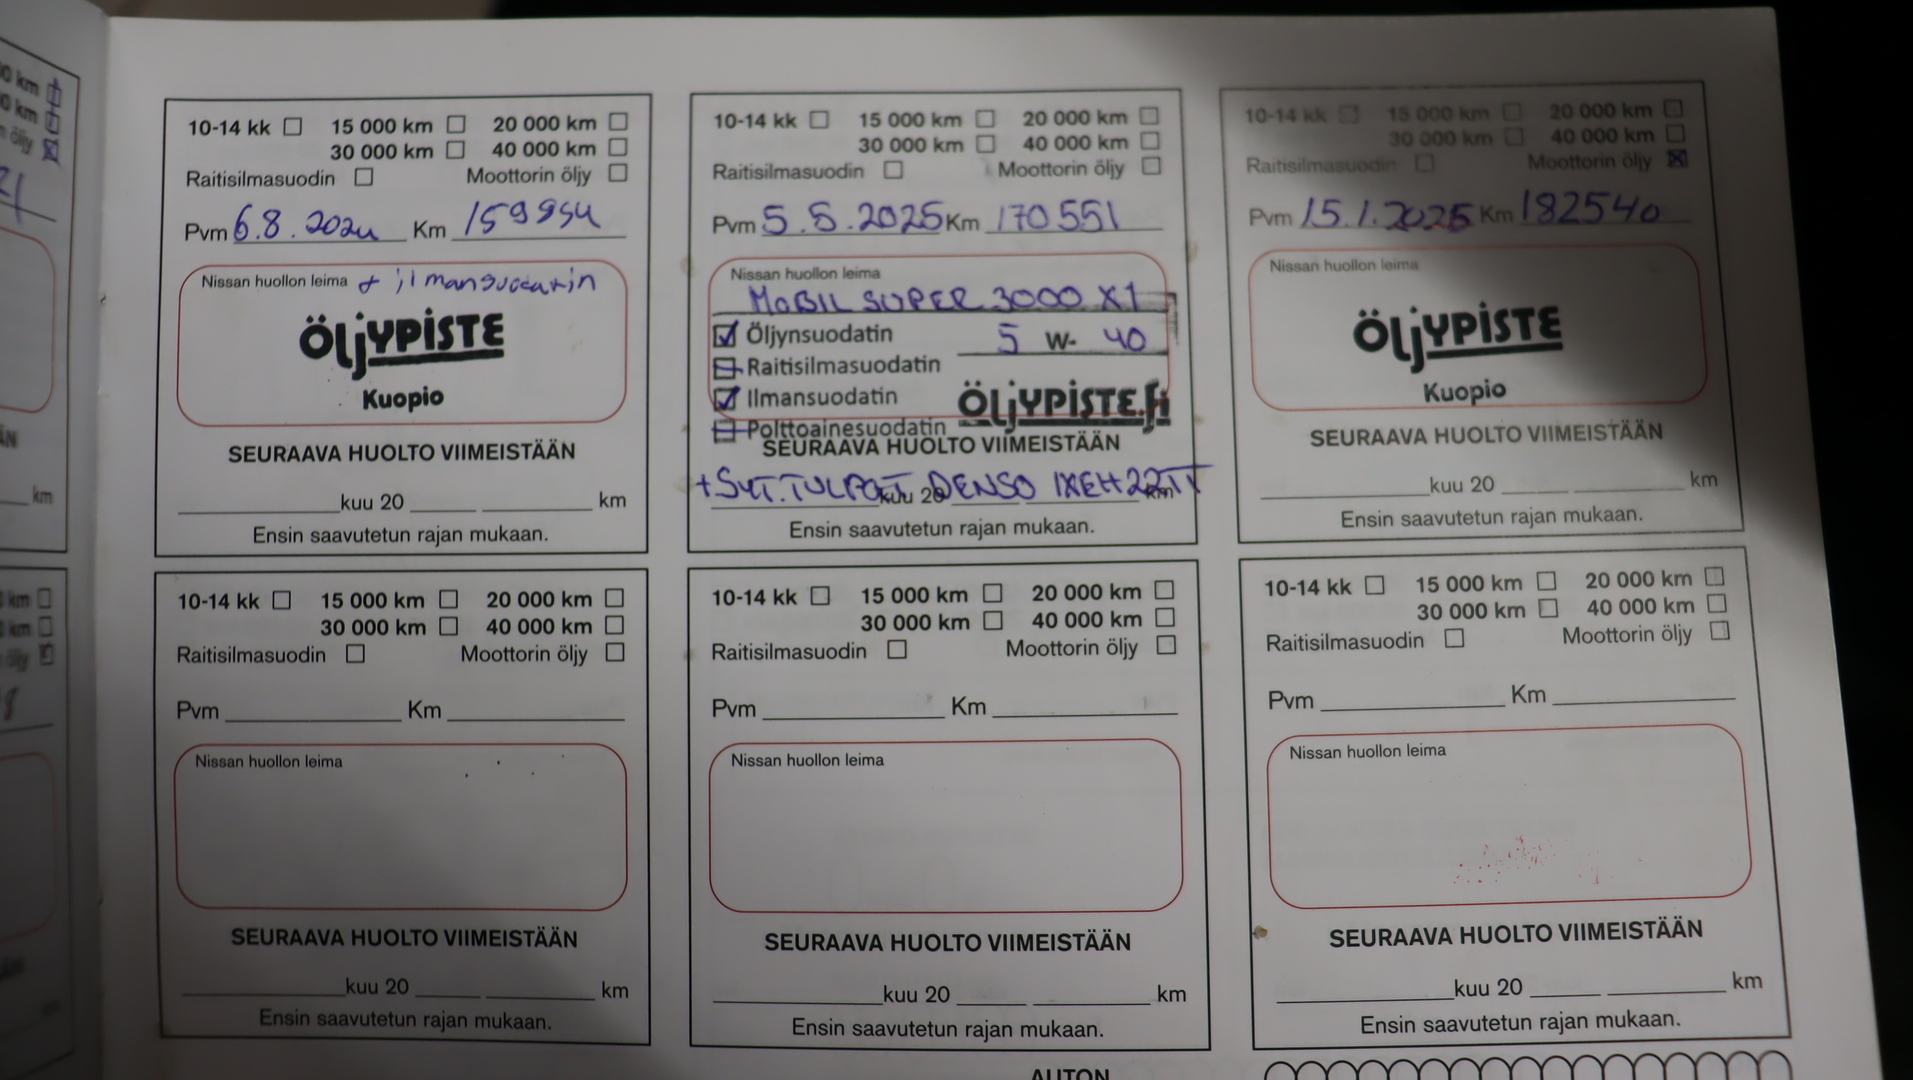 10-14 kk 15 000 km 20 000 km
30 000 km 40 000 km
Raitisilmasuodin Moottorin öljy
Pvm 6.8.2024 Km 159954
Nissan huollon leima + ilmansuodatin
ÖLJYPISTE
Kuopio
SEURAAVA HUOLTO VIIMEISTÄÄN
kuu 20 km
Ensin saavutetun rajan mukaan.
10-14 kk 15 000 km 20 000 km
30 000 km 40 000 km
Raitisilmasuodin Moottorin öljy
Pvm 5.5.2025 Km 170551
Nissan huollon leima
MOBIL SUPER 3000 X1
Öljynsuodatin 5 W- 40
Raitisilmasuodatin
Ilmansuodatin ÖLJYPISTE.fi
Polttoainesuodatin
SEURAAVA HUOLTO VIIMEISTÄÄN
+ SYT.TULPAT DENSO IXEH22TT
kuu 20 km
Ensin saavutetun rajan mukaan.
10-14 kk 15 000 km 20 000 km
30 000 km 40 000 km
Raitisilmasuodin Moottorin öljy
Pvm 15.1.2026 Km 182540
Nissan huollon leima
ÖLJYPISTE
Kuopio
SEURAAVA HUOLTO VIIMEISTÄÄN
kuu 20 km
Ensin saavutetun rajan mukaan.
10-14 kk 15 000 km 20 000 km
30 000 km 40 000 km
Raitisilmasuodin Moottorin öljy
Pvm Km
Nissan huollon leima
SEURAAVA HUOLTO VIIMEISTÄÄN
kuu 20 km
Ensin saavutetun rajan mukaan.
10-14 kk 15 000 km 20 000 km
30 000 km 40 000 km
Raitisilmasuodin Moottorin öljy
Pvm Km
Nissan huollon leima
SEURAAVA HUOLTO VIIMEISTÄÄN
kuu 20 km
Ensin saavutetun rajan mukaan.
10-14 kk 15 000 km 20 000 km
30 000 km 40 000 km
Raitisilmasuodin Moottorin öljy
Pvm Km
Nissan huollon leima
SEURAAVA HUOLTO VIIMEISTÄÄN
kuu 20 km
Ensin saavutetun rajan mukaan.
AUTON